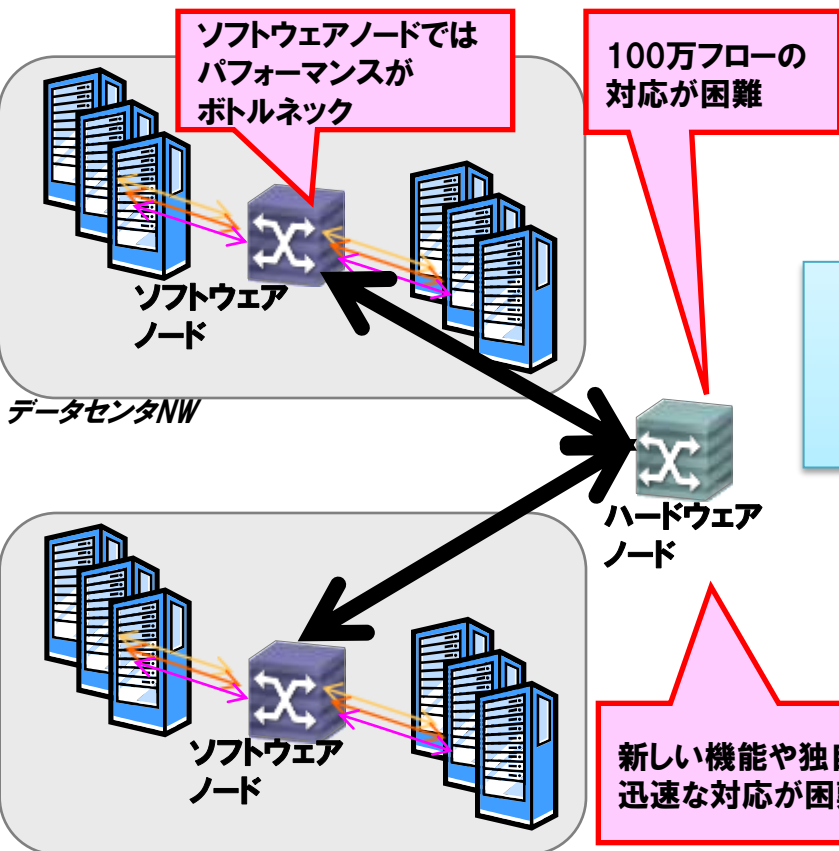 ソフトウェアノードでは
パフォーマンスが
ボトルネック
100万フローの
対応が困難
ソフトウェア
ノード
データセンタNW
ハードウェア
ノード
ソフトウェア
ノード
新しい機能や独
迅速な対応が困